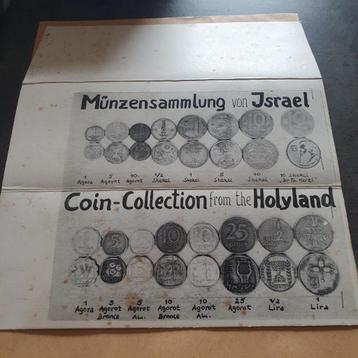 Münzensammlung von Jsrael
1 5 10 1/2 1 5 10 10 Shekel
Agora Agorot Agorot Shekel Shekel Shekel Shekel
Coin-Collection from the Holyland
1 5 5 10 10 25 1/2 1
Agora Agorot Agorot Agorot Agorot Agorot Lira Lira
Bronce Alu. Bronce Alu.